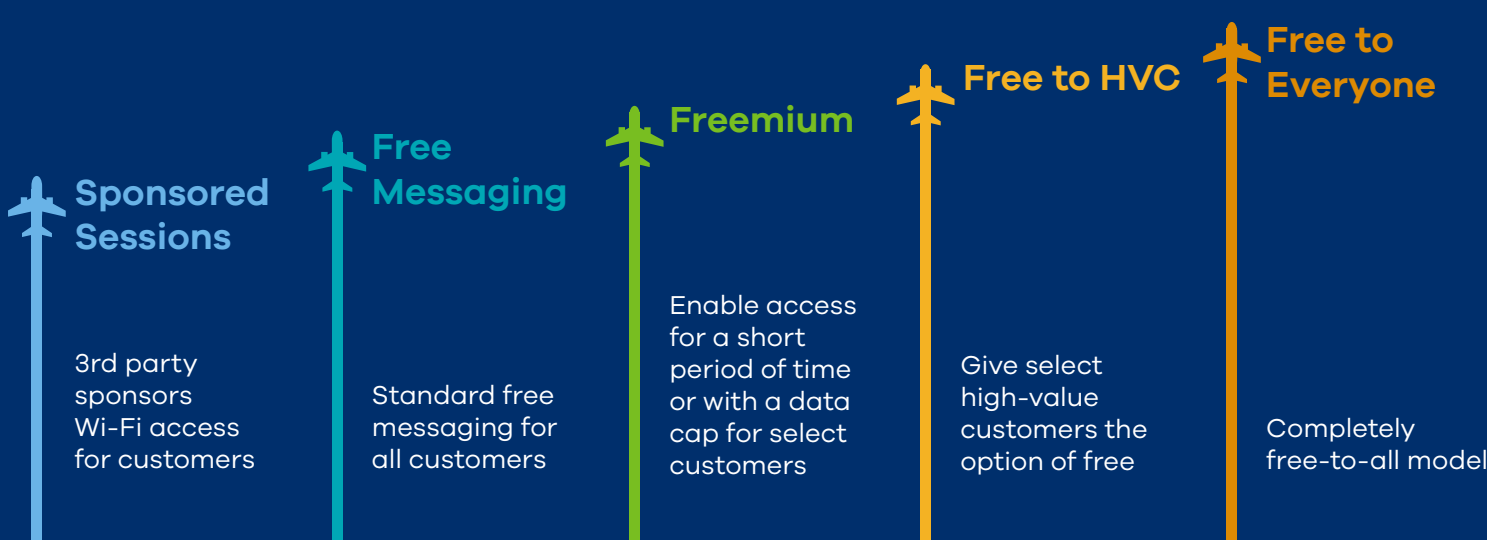 Sponsored
Sessions
3rd party
sponsors
Wi-Fi access
for customers
Free
Messaging
Standard free
messaging for
all customers
Freemium
Enable access
for a short
period of time
or with a data
cap for select
customers
Free to HVC
Give select
high-value
customers the
option of free
Free to
Everyone
Completely
free-to-all model